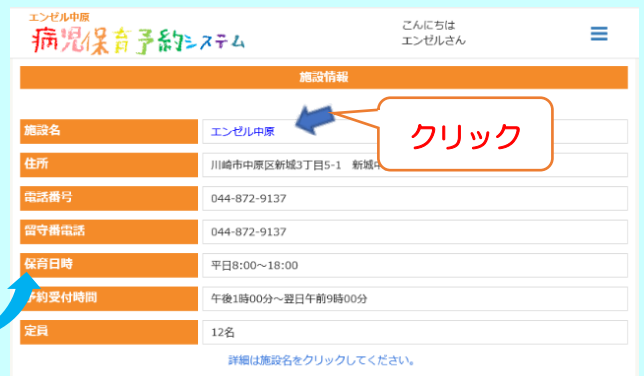 エンゼル中原
病児保育予約システム
こんにちは
エンゼルさん
施設情報
施設名
エンゼル中原
クリック
住所
川崎市中原区新城3丁目5-1 新城
電話番号
044-872-9137
留守番電話
044-872-9137
保育日時
平日8:00～18:00
予約受付時間
午後1時00分～翌日午前9時00分
定員
12名
詳細は施設名をクリックしてください。